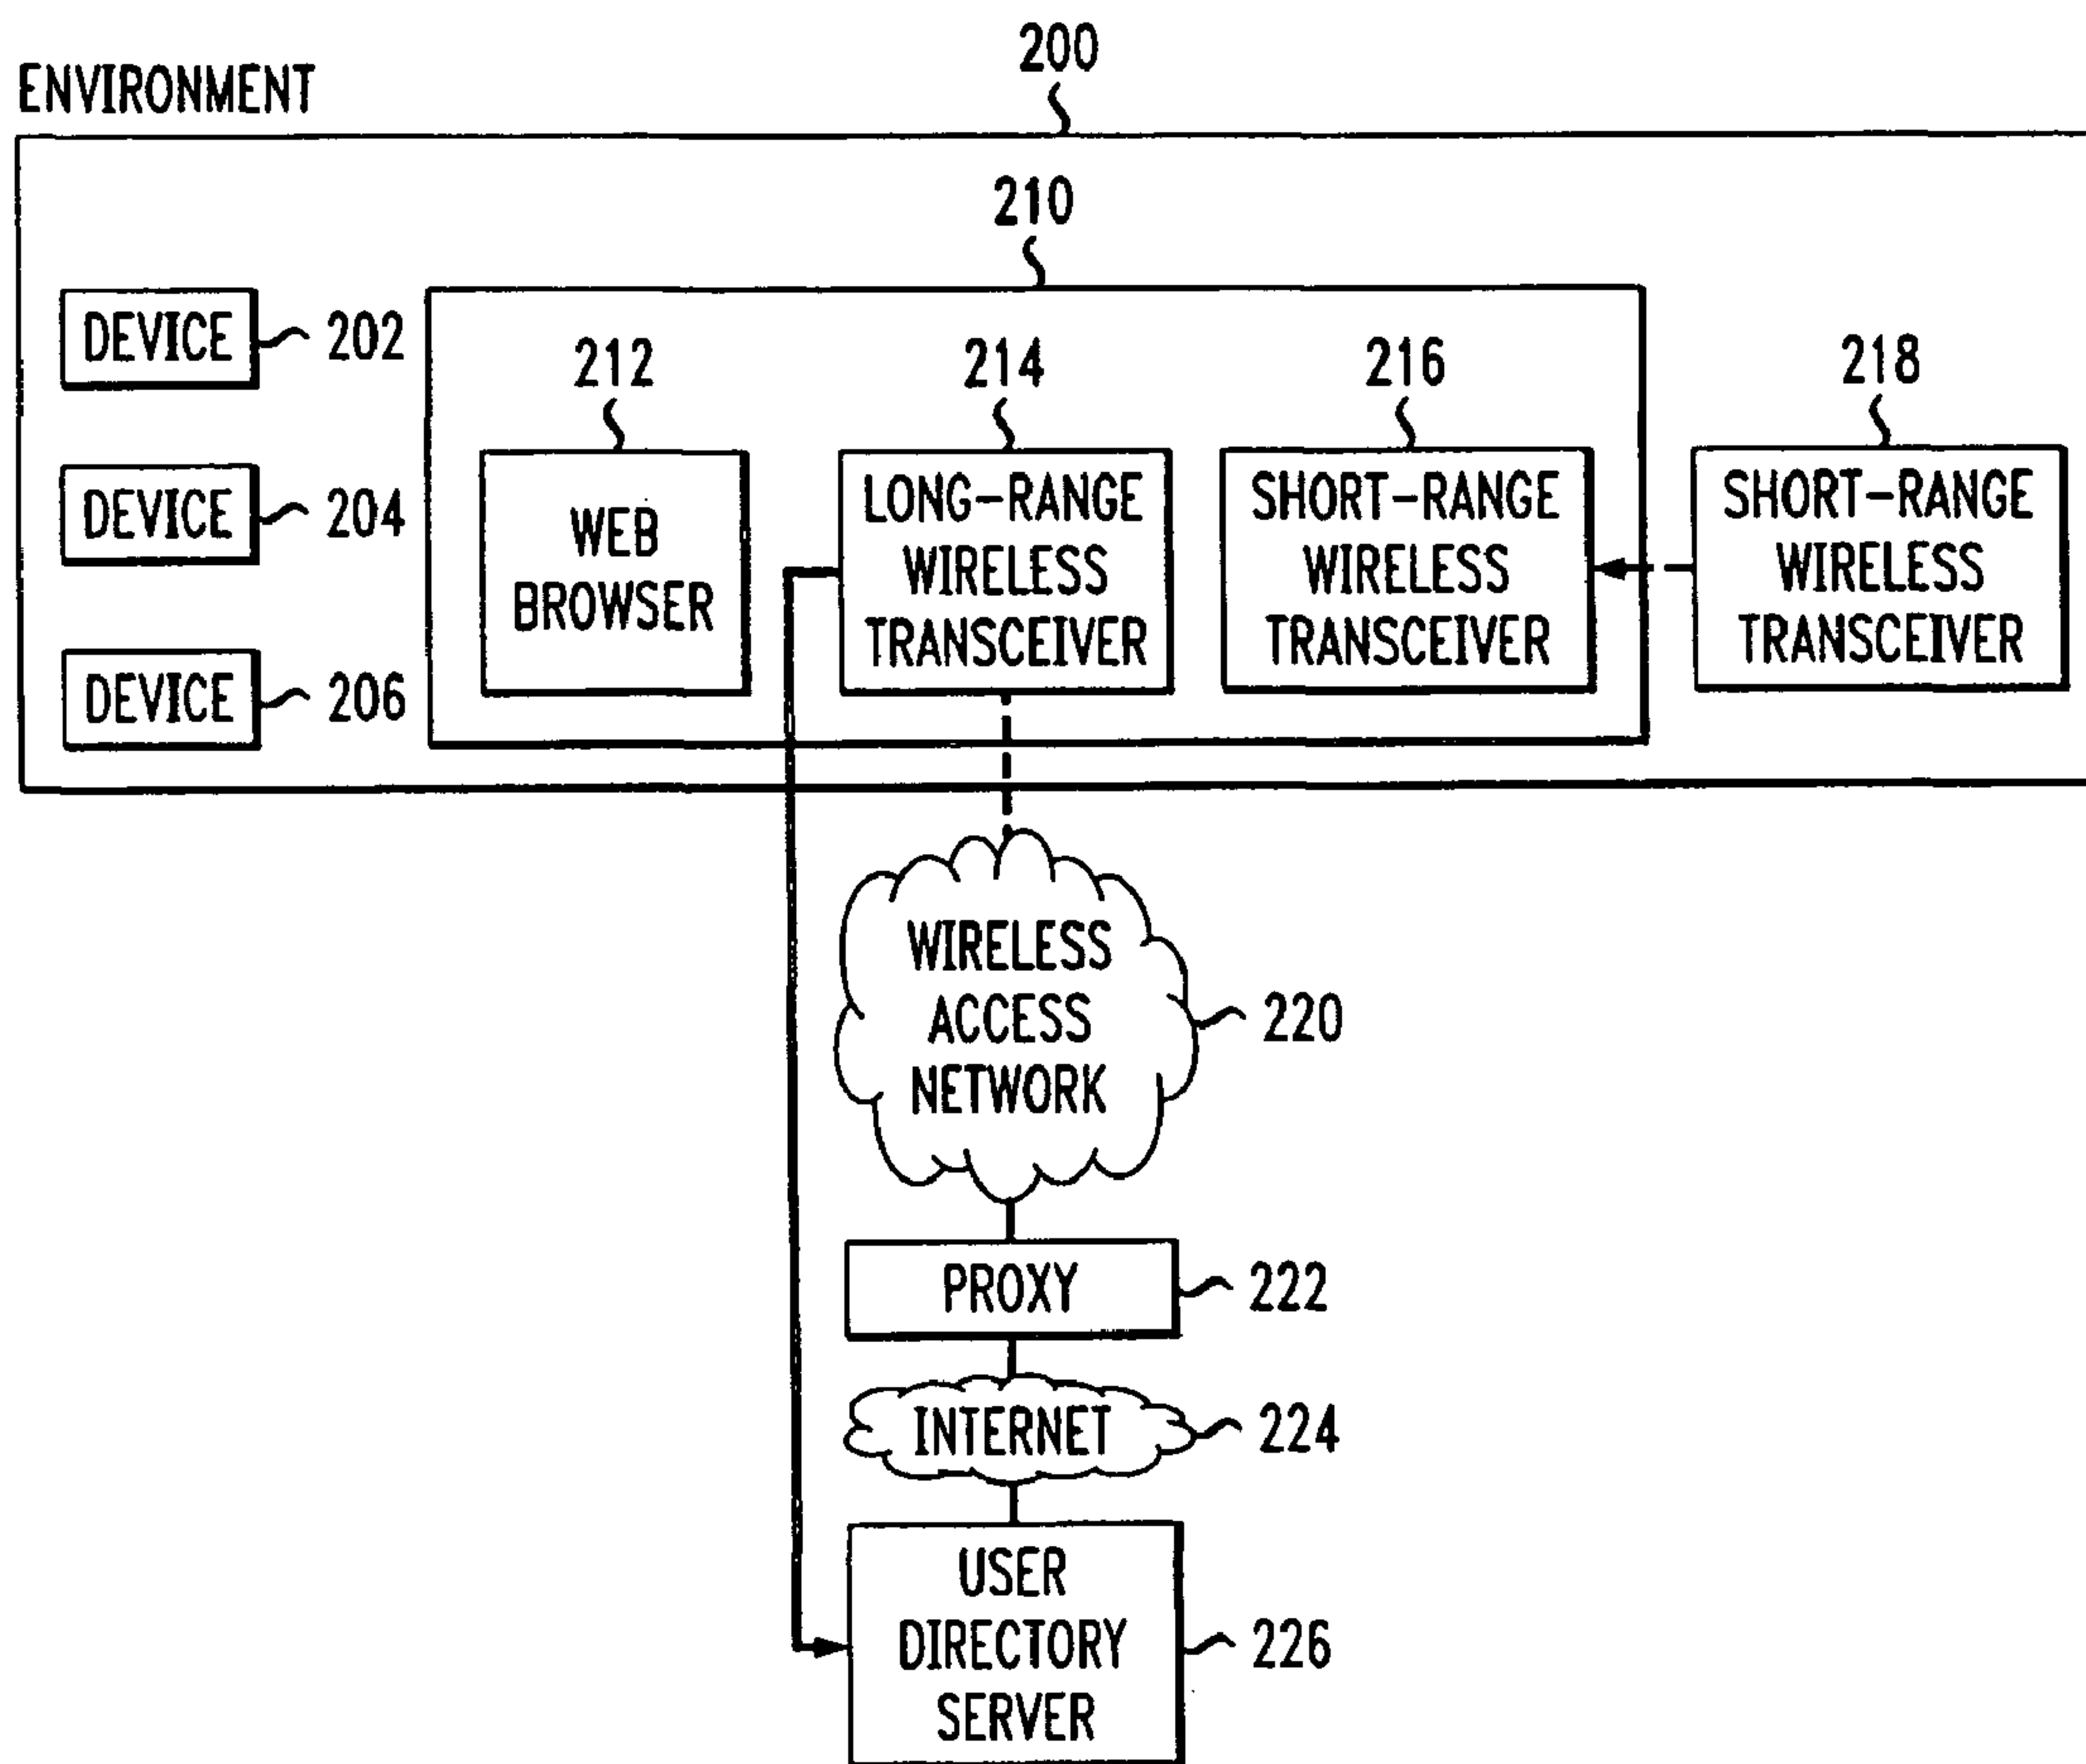 200
ENVIRONMENT
210
DEVICE
202
212
214
216
218
DEVICE
204
WEB
BROWSER
LONG-RANGE
WIRELESS
TRANSCEIVER
SHORT-RANGE
WIRELESS
TRANSCEIVER
SHORT-RANGE
WIRELESS
TRANSCEIVER
DEVICE
206
WIRELESS
ACCESS
NETWORK
220
PROXY
222
INTERNET
224
USER
DIRECTORY
SERVER
226